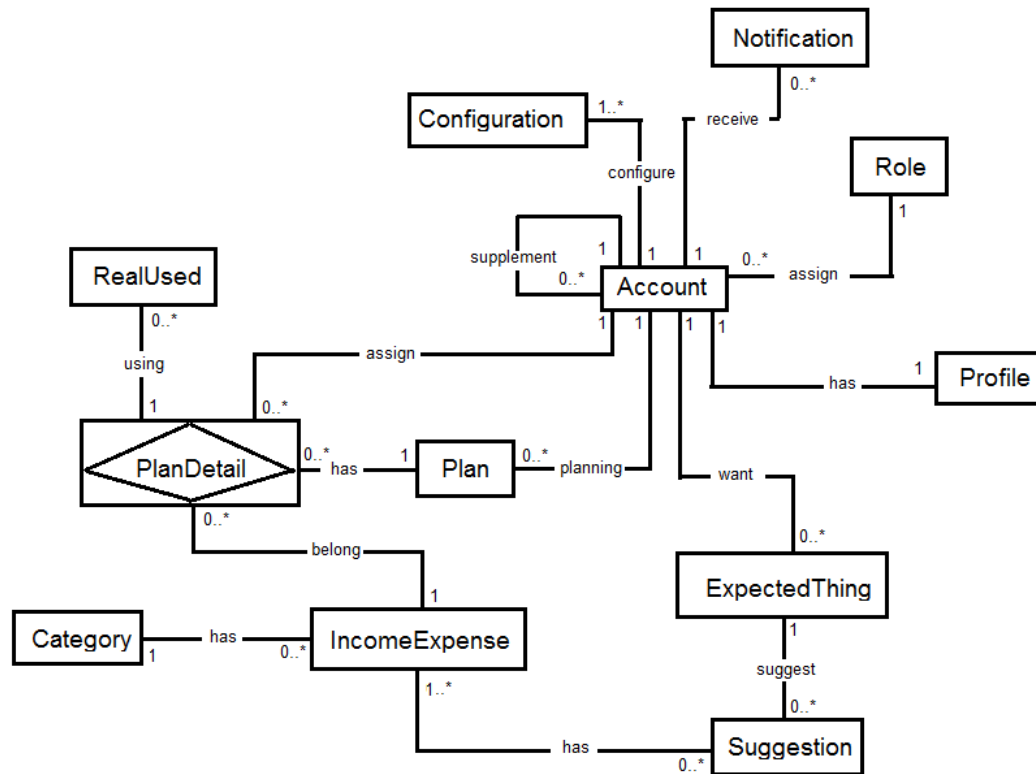 Notification
0..*
Configuration
1..*
receive
Role
1
configure
supplement
1
1
1
0..*
0..*
assign
Account
RealUsed
0..*
1
1
1
1
using
assign
1
has
Profile
1
0..*
PlanDetail
0..*
has
1
Plan
0..*
planning
want
0..*
belong
0..*
1
ExpectedThing
Category
1
has
0..*
IncomeExpense
1
suggest
1..*
0..*
has
0..*
Suggestion